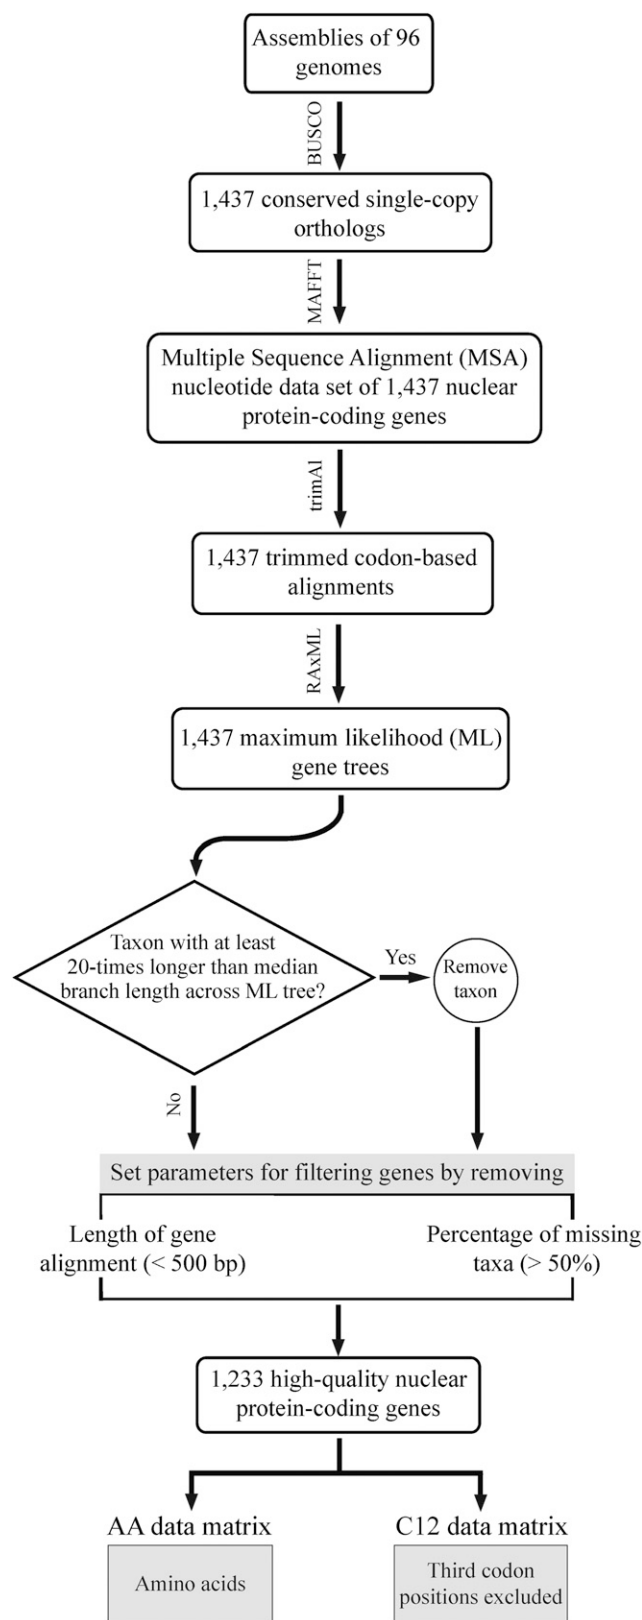 Assemblies of 96
genomes
BUSCO
1,437 conserved single-copy
orthologs
MAFFT
Multiple Sequence Alignment (MSA)
nucleotide data set of 1,437 nuclear
protein-coding genes
trimAl
1,437 trimmed codon-based
alignments
RAxML
1,437 maximum likelihood (ML)
gene trees
Taxon with at least
20-times longer than median
branch length across ML tree?
Yes
Remove
taxon
No
Set parameters for filtering genes by removing
Length of gene
alignment (< 500 bp)
Percentage of missing
taxa (> 50%)
1,233 high-quality nuclear
protein-coding genes
AA data matrix
Amino acids
C12 data matrix
Third codon
positions excluded